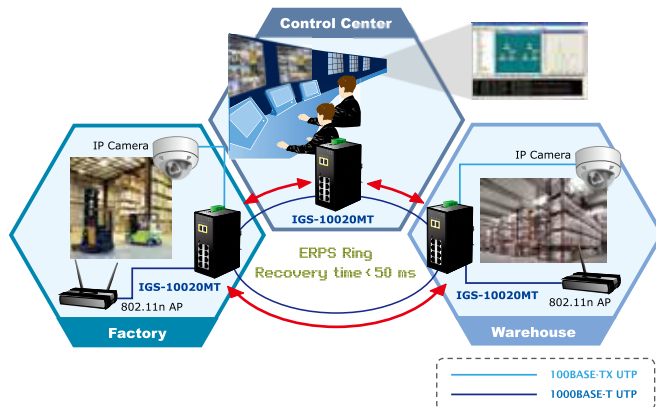 Control Center
IP Camera
IGS-10020MT
802.11n AP
Factory
IGS-10020MT
ERPS Ring
Recovery time < 50 ms
IP Camera
IGS-10020MT
802.11n AP
Warehouse
100BASE-TX UTP
1000BASE-T UTP